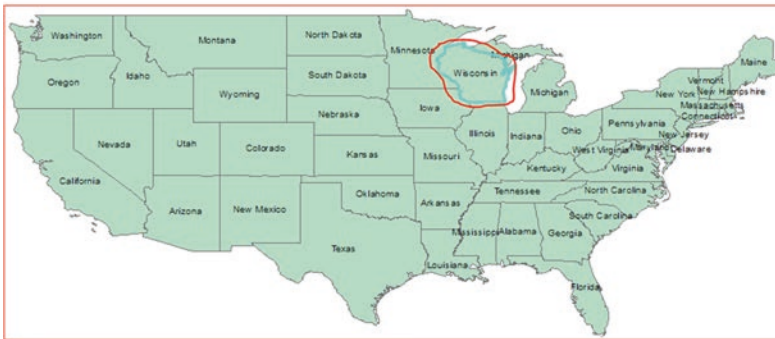 Washington
Montana
North Dakota
Minnesota
Michigan
Maine
Oregon
Idaho
South Dakota
Wisconsin
Vermont
New Hampshire
New York
Wyoming
Michigan
Massachusetts
Connecticut
Iowa
Nebraska
Pennsylvania
Nevada
Utah
Colorado
Illinois
Indiana
Ohio
New Jersey
Kansas
Missouri
West Virginia
Maryland
Delaware
California
Kentucky
Virginia
Oklahoma
Tennessee
North Carolina
Arizona
New Mexico
Arkansas
South Carolina
Mississippi
Alabama
Georgia
Texas
Louisiana
Florida